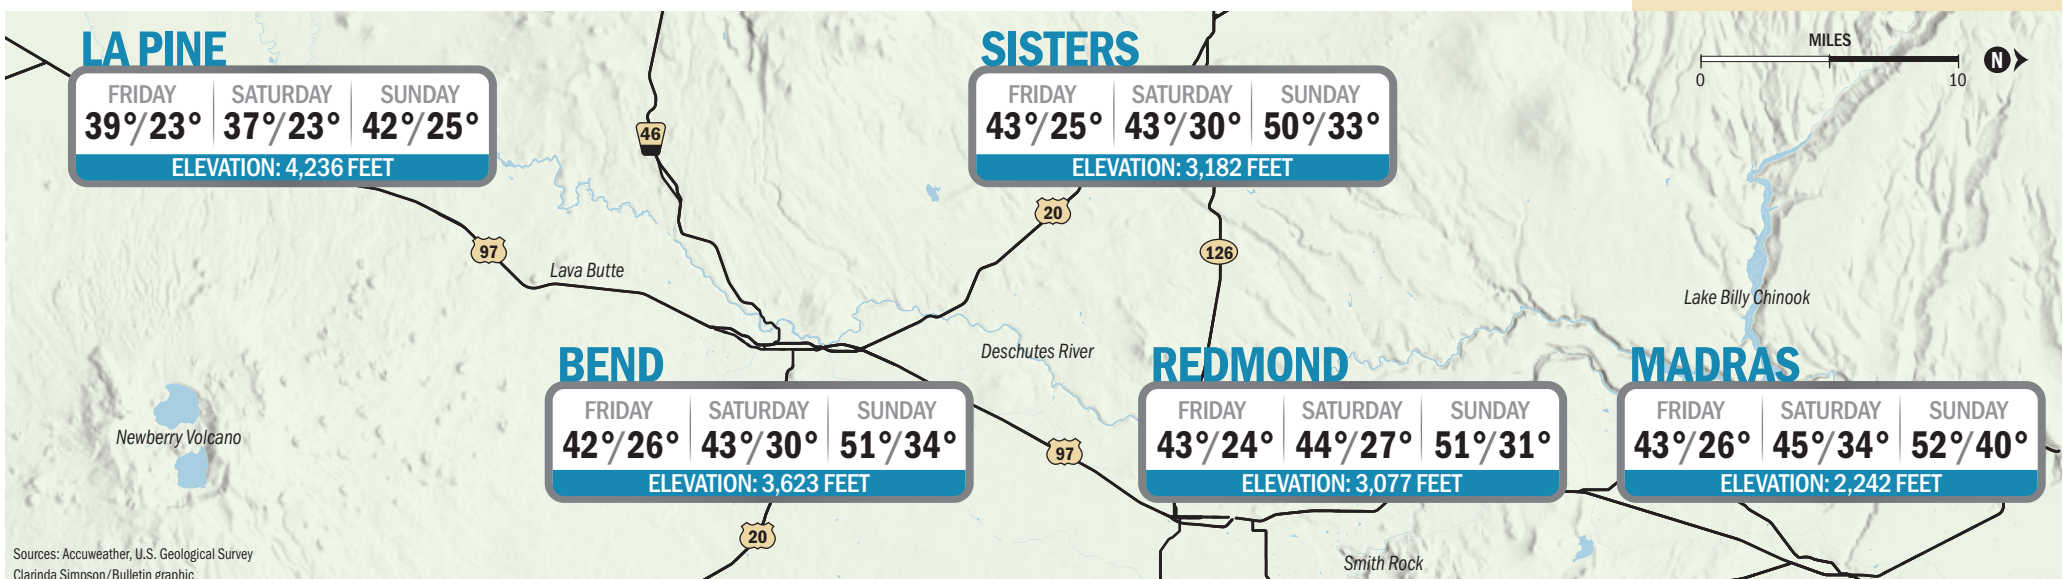 LA PINE
FRIDAY SATURDAY SUNDAY
39°/23° 37°/23° 42°/25°
ELEVATION: 4,236 FEET
SISTERS
FRIDAY SATURDAY SUNDAY
43°/25° 43°/30° 50°/33°
ELEVATION: 3,182 FEET
MILES
0 10
N
46
20
97
126
Lava Butte
Lake Billy Chinook
Deschutes River
BEND
FRIDAY SATURDAY SUNDAY
42°/26° 43°/30° 51°/34°
ELEVATION: 3,623 FEET
REDMOND
FRIDAY SATURDAY SUNDAY
43°/24° 44°/27° 51°/31°
ELEVATION: 3,077 FEET
MADRAS
FRIDAY SATURDAY SUNDAY
43°/26° 45°/34° 52°/40°
ELEVATION: 2,242 FEET
Newberry Volcano
97
20
Smith Rock
Sources: Accuweather, U.S. Geological Survey
Clarinda Simpson/Bulletin graphic